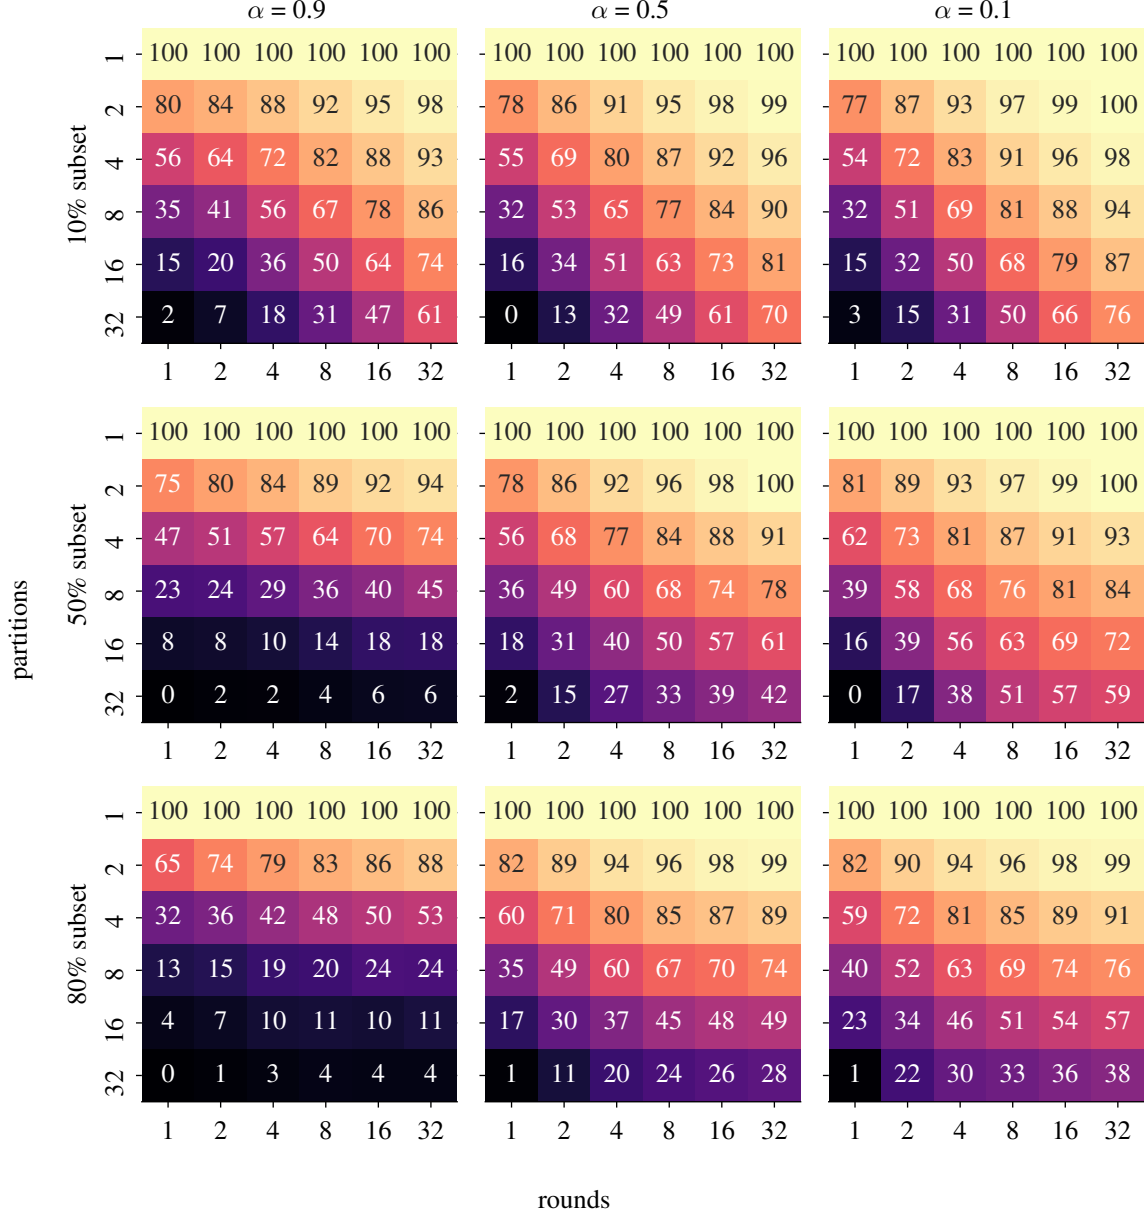 α = 0.9 α = 0.5 α = 0.1
10% subset
1 100 100 100 100 100 100 100 100 100 100 100 100 100 100 100 100 100 100
2 80 84 88 92 95 98 78 86 91 95 98 99 77 87 93 97 99 100
4 56 64 72 82 88 93 55 69 80 87 92 96 54 72 83 91 96 98
8 35 41 56 67 78 86 32 53 65 77 84 90 32 51 69 81 88 94
16 15 20 36 50 64 74 16 34 51 63 73 81 15 32 50 68 79 87
32 2 7 18 31 47 61 0 13 32 49 61 70 3 15 31 50 66 76
1 2 4 8 16 32 1 2 4 8 16 32 1 2 4 8 16 32
partitions
50% subset
1 100 100 100 100 100 100 100 100 100 100 100 100 100 100 100 100 100 100
2 75 80 84 89 92 94 78 86 92 96 98 100 81 89 93 97 99 100
4 47 51 57 64 70 74 56 68 77 84 88 91 62 73 81 87 91 93
8 23 24 29 36 40 45 36 49 60 68 74 78 39 58 68 76 81 84
16 8 8 10 14 18 18 18 31 40 50 57 61 16 39 56 63 69 72
32 0 2 2 4 6 6 2 15 27 33 39 42 0 17 38 51 57 59
1 2 4 8 16 32 1 2 4 8 16 32 1 2 4 8 16 32
80% subset
1 100 100 100 100 100 100 100 100 100 100 100 100 100 100 100 100 100 100
2 65 74 79 83 86 88 82 89 94 96 98 99 82 90 94 96 98 99
4 32 36 42 48 50 53 60 71 80 85 87 89 59 72 81 85 89 91
8 13 15 19 20 24 24 35 49 60 67 70 74 40 52 63 69 74 76
16 4 7 10 11 10 11 17 30 37 45 48 49 23 34 46 51 54 57
32 0 1 3 4 4 4 1 11 20 24 26 28 1 22 30 33 36 38
1 2 4 8 16 32 1 2 4 8 16 32 1 2 4 8 16 32
rounds